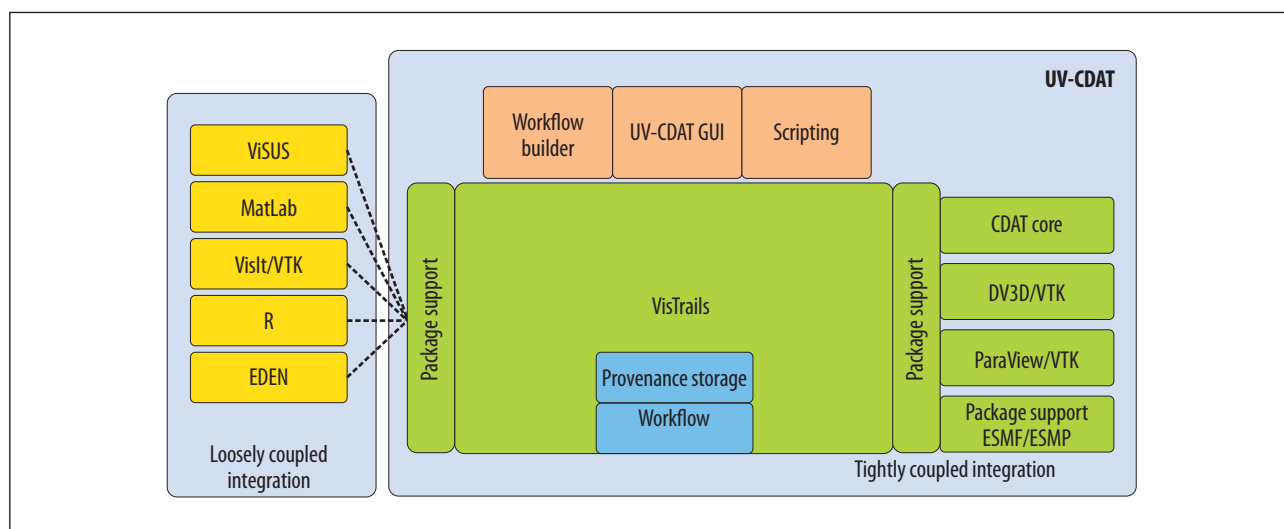 UV-CDAT
Workflow
builder
UV-CDAT GUI
Scripting
ViSUS
MatLab
VisIt/VTK
R
EDEN
Loosely coupled
integration
Package support
VisTrails
Provenance storage
Workflow
Package support
CDAT core
DV3D/VTK
ParaView/VTK
Package support
ESMF/ESMP
Tightly coupled integration